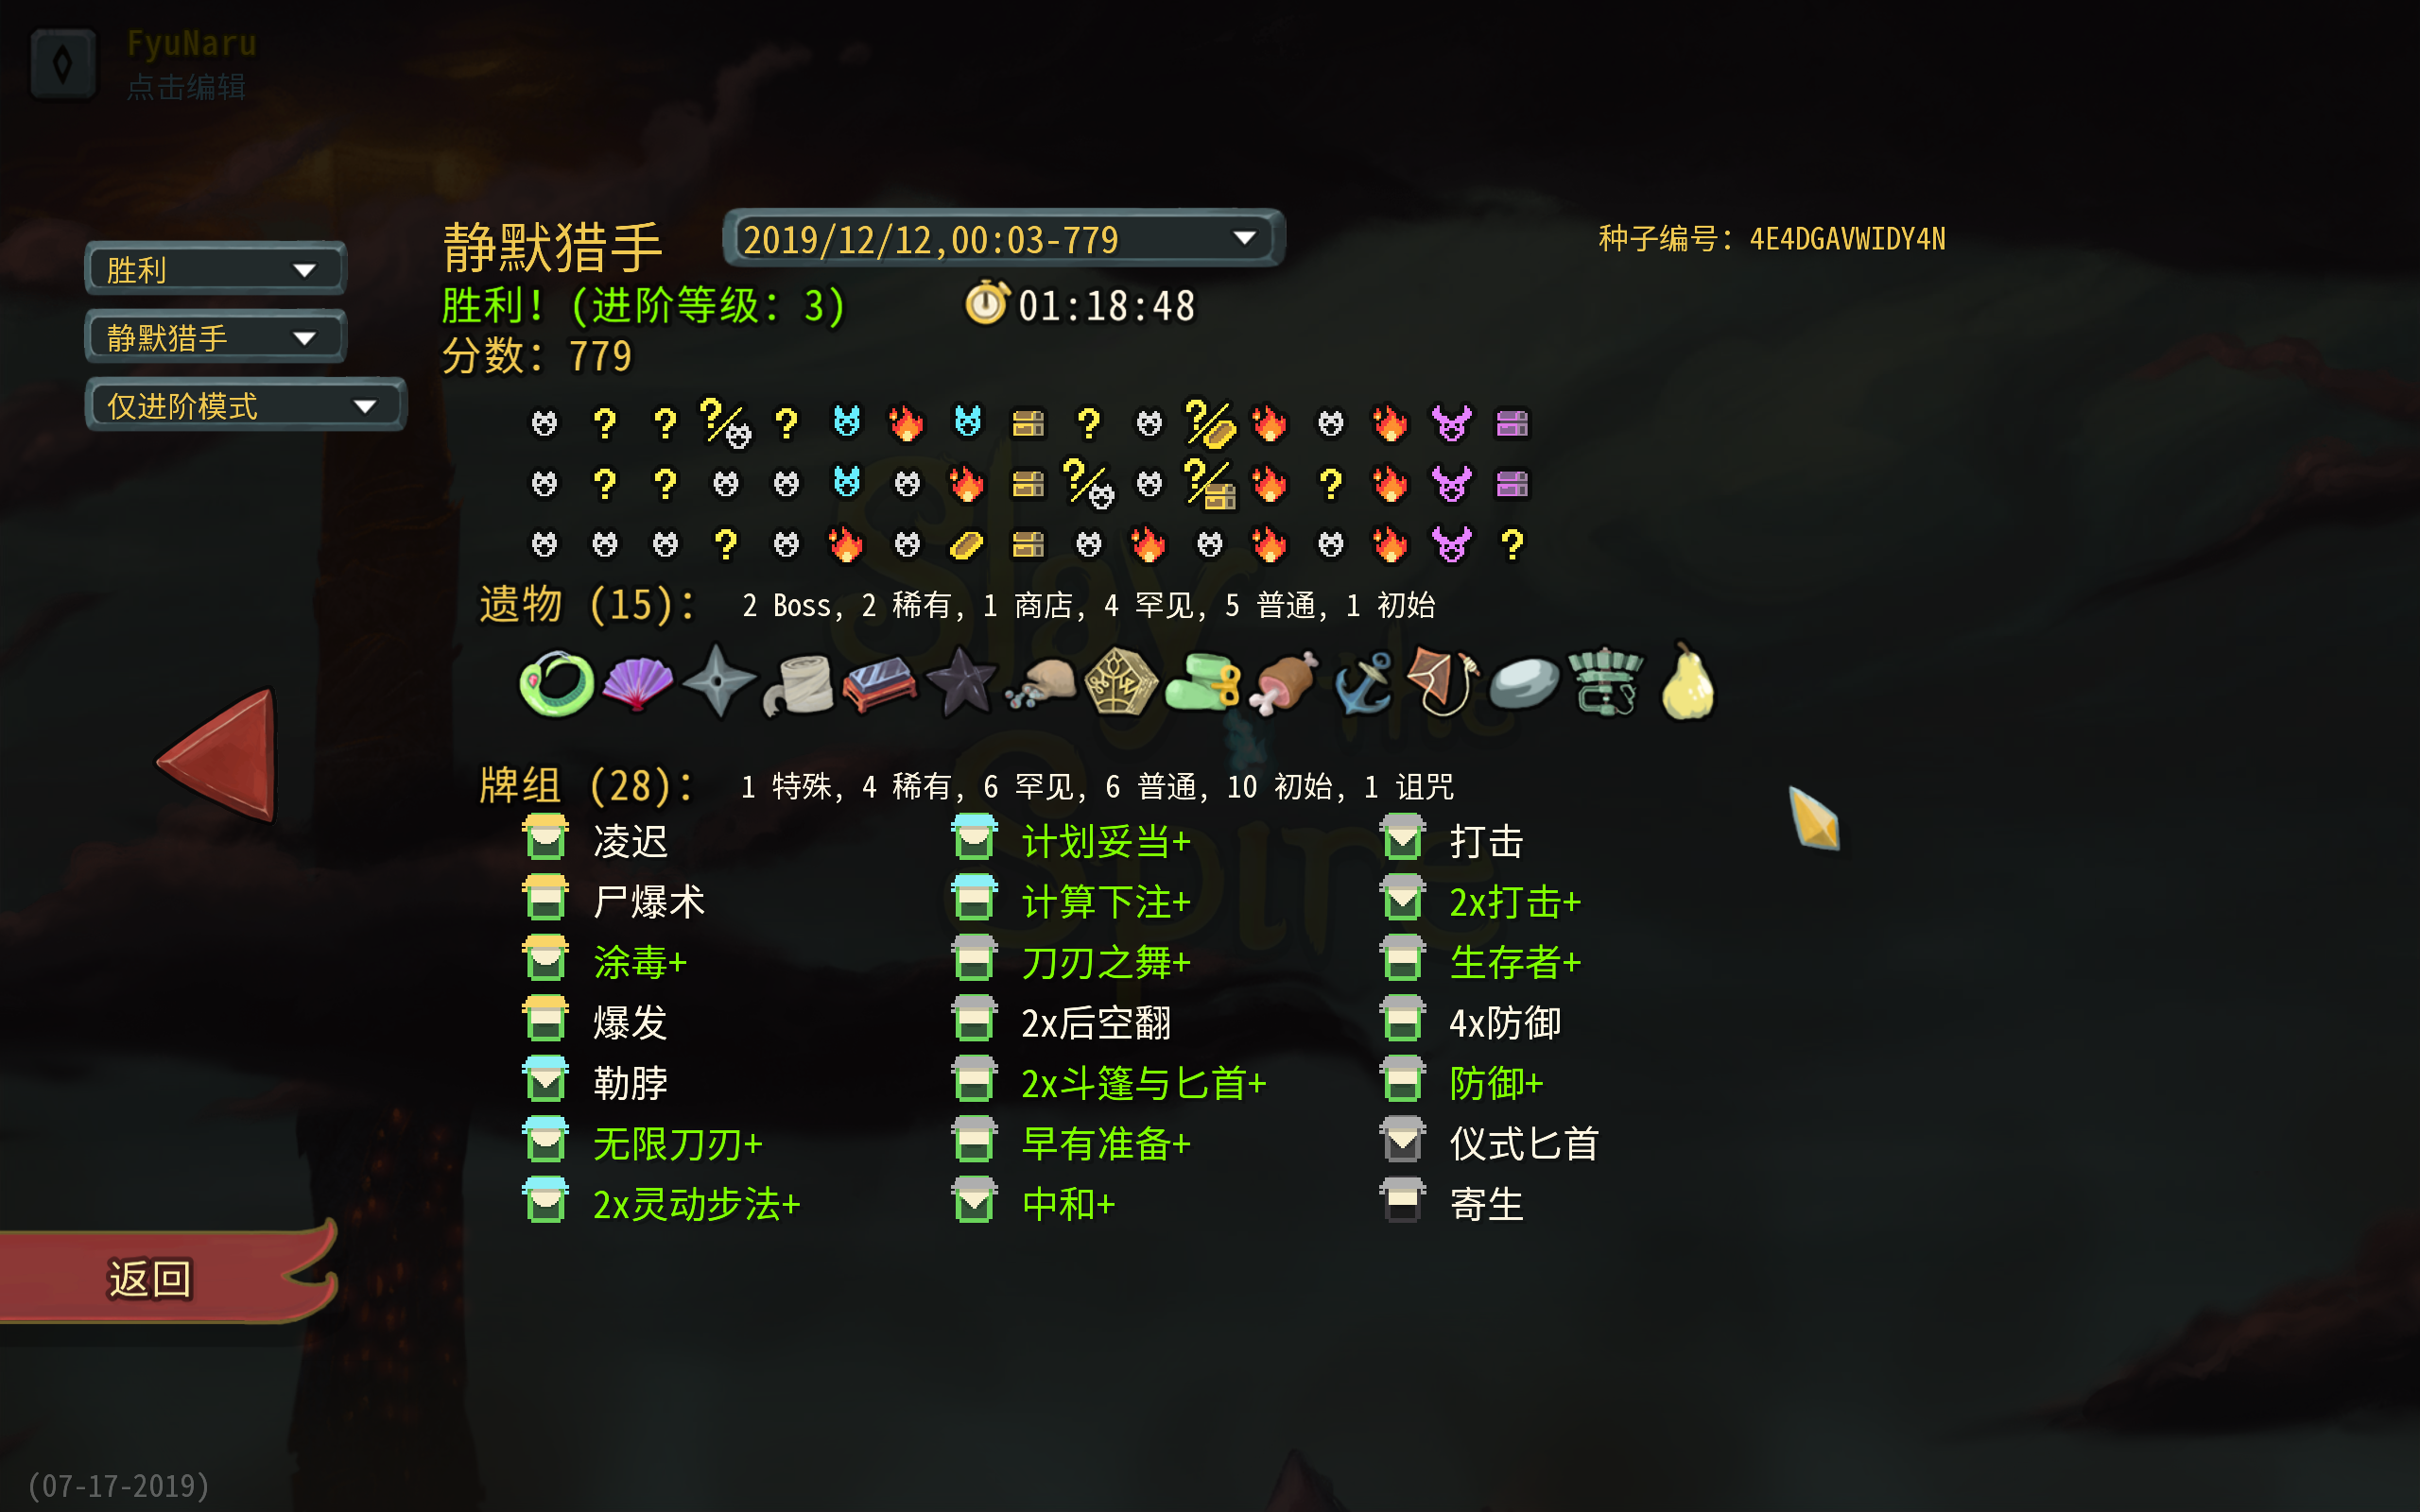 FyuNaru
点击编辑
静默猎手
2019/12/12,00:03-779
种子编号: 4E4DGAVWIDY4N
胜利
静默猎手
仅进阶模式
胜利! (进阶等级: 3)
01:18:48
分数: 779
遗物 (15):
2 Boss, 2 稀有, 1 商店, 4 罕见, 5 普通, 1 初始
牌组 (28):
1 特殊, 4 稀有, 6 罕见, 6 普通, 10 初始, 1 诅咒
凌迟
尸爆术
涂毒+
爆发
勒脖
无限刀刃+
2x灵动步法+
计划妥当+
计算下注+
刀刃之舞+
2x后空翻
2x斗篷与匕首+
早有准备+
中和+
打击
2x打击+
生存者+
4x防御
防御+
仪式匕首
寄生
Slay
the
Spire
返回
(07-17-2019)